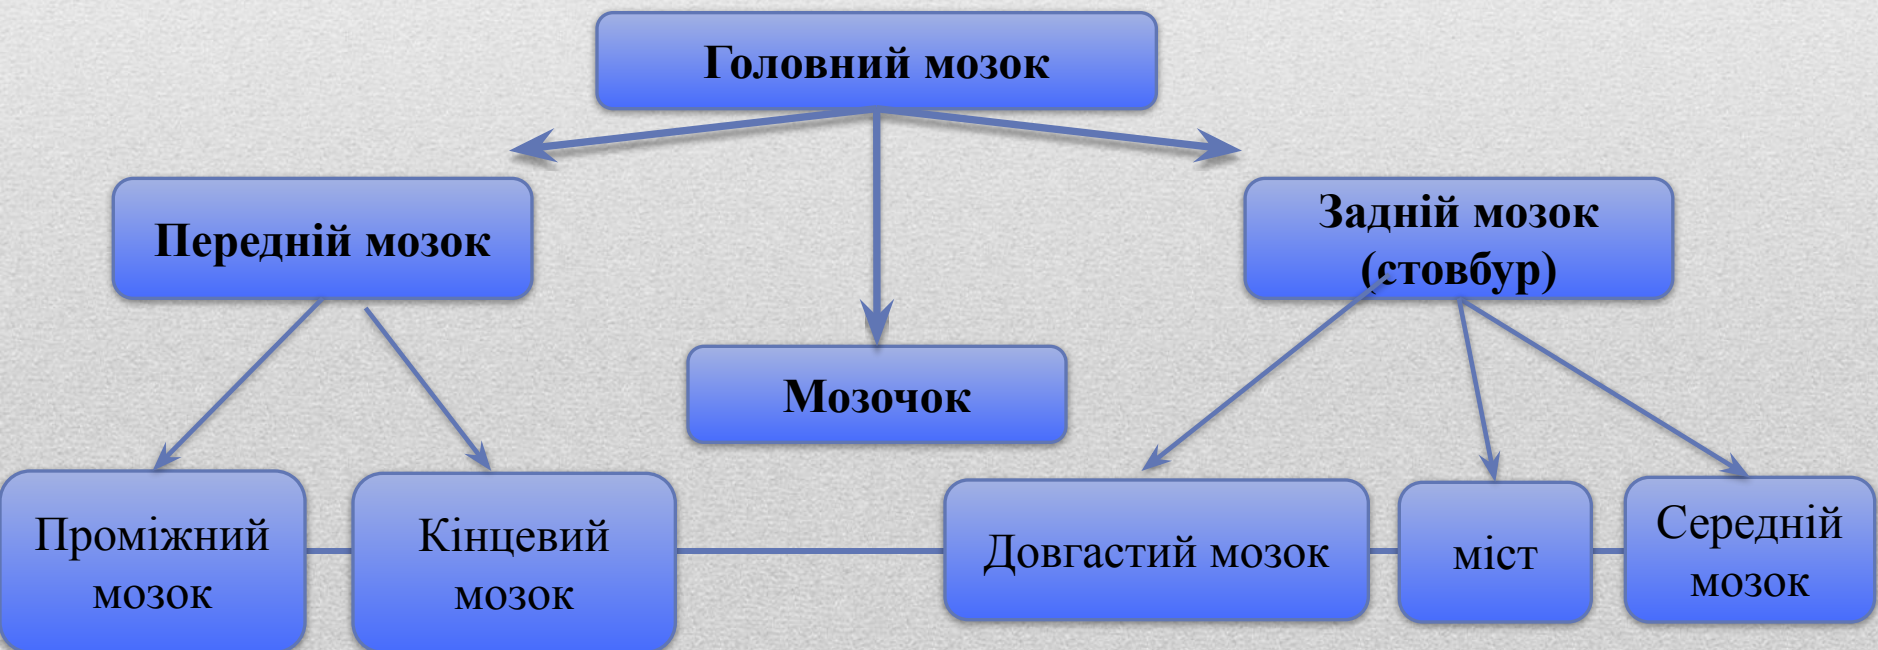 Головний мозок
Передній мозок
Задній мозок
(стовбур)
Мозочок
Проміжний
мозок
Кінцевий
мозок
Довгастий мозок
міст
Середній
мозок